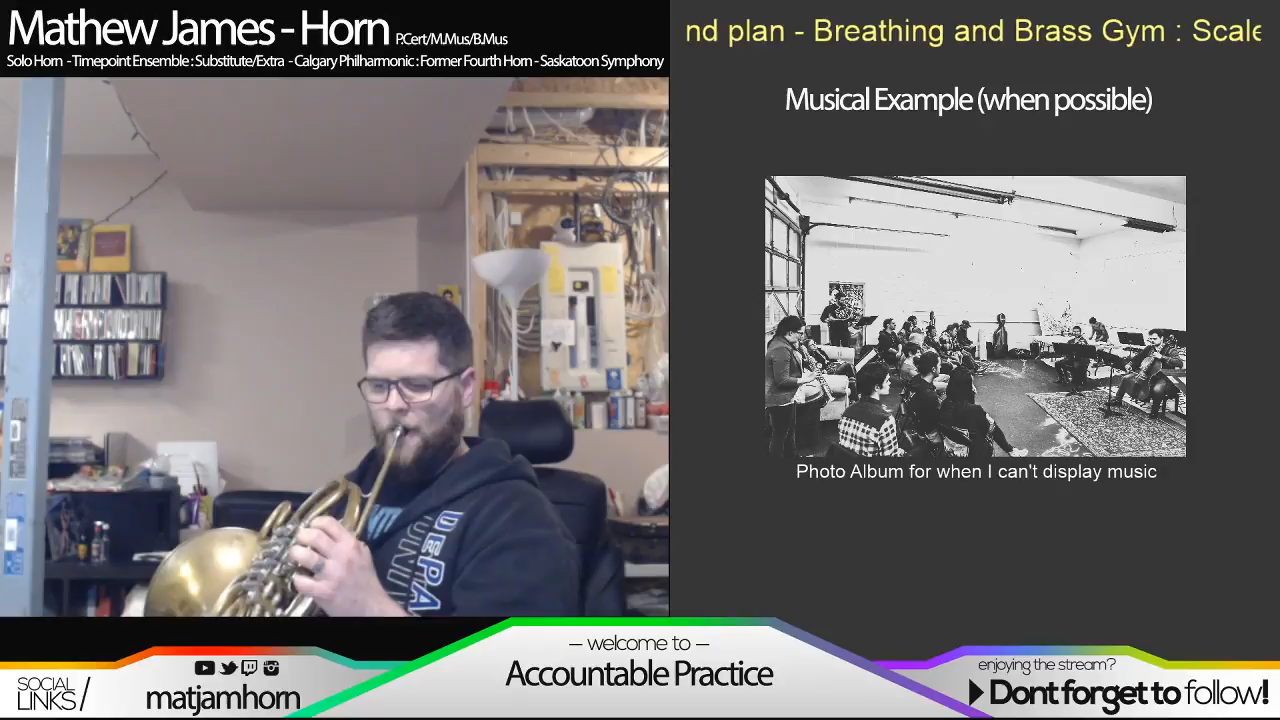 Mathew James - Horn P.Cert/M.Mus/B.Mus
Solo Horn - Timepoint Ensemble : Substitute/Extra - Calgary Philharmonic : Former Fourth Horn - Saskatoon Symphony
nd plan - Breathing and Brass Gym : Scale
Musical Example (when possible)
Photo Album for when I can't display music
DEPA
UNI
– welcome to –
Accountable Practice
SOCIAL
LINKS /
matjamhorn
enjoying the stream?
Dont forget to follow!